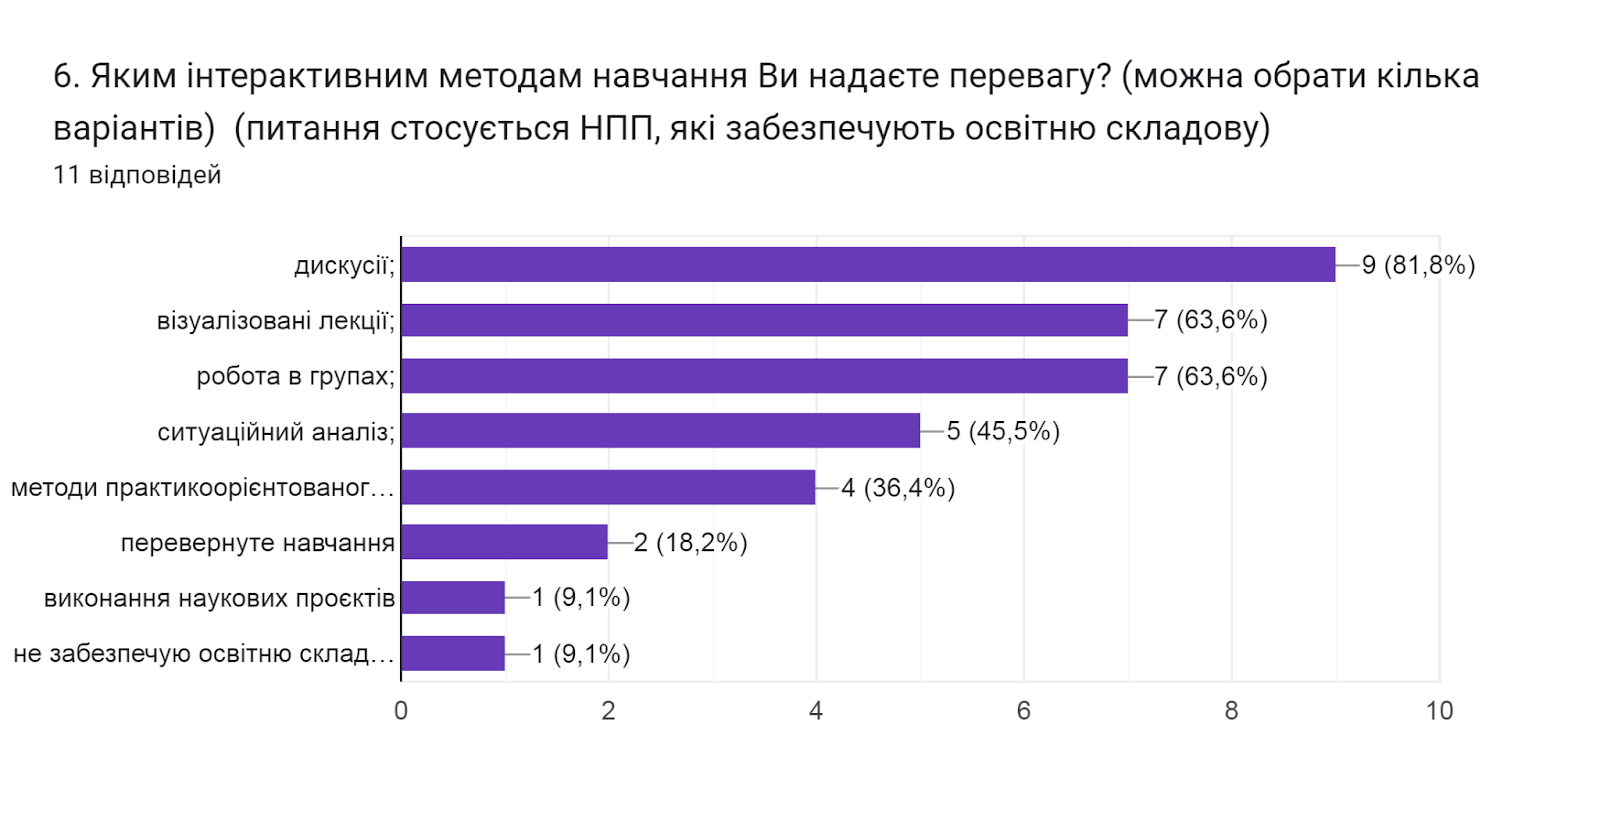 6. Яким інтерактивним методам навчання Ви надаєте перевагу? (можна обрати кілька
варіантів)  (питання стосується НПП, які забезпечують освітню складову)
11 відповідей
дискусії; 9 (81,8%)
візуалізовані лекції; 7 (63,6%)
робота в групах; 7 (63,6%)
ситуаційний аналіз; 5 (45,5%)
методи практикоорієнтованог… 4 (36,4%)
перевернуте навчання 2 (18,2%)
виконання наукових проєктів 1 (9,1%)
не забезпечую освітню склад… 1 (9,1%)
0 2 4 6 8 10